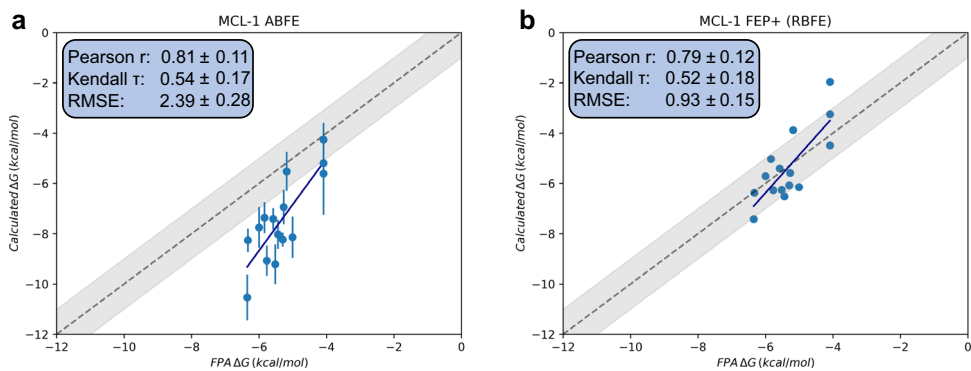 a
MCL-1 ABFE
Pearson r: 0.81 ± 0.11
Kendall τ: 0.54 ± 0.17
RMSE: 2.39 ± 0.28
Calculated ΔG (kcal/mol)
0
−2
−4
−6
−8
−10
−12
−12 −10 −8 −6 −4 −2 0
FPA ΔG (kcal/mol)
b
MCL-1 FEP+ (RBFE)
Pearson r: 0.79 ± 0.12
Kendall τ: 0.52 ± 0.18
RMSE: 0.93 ± 0.15
Calculated ΔG (kcal/mol)
0
−2
−4
−6
−8
−10
−12
−12 −10 −8 −6 −4 −2 0
FPA ΔG (kcal/mol)